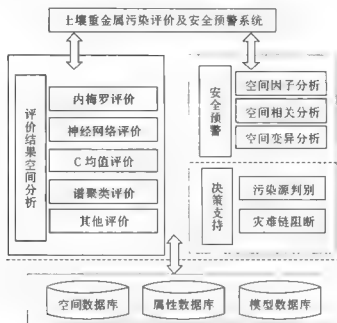 土壤重金属污染评价及安全预警系统
评价结果空间分析
内梅罗评价
神经网络评价
C均值评价
谱聚类评价
其他评价
安全预警
空间因子分析
空间相关分析
空间变异分析
决策支持
污染源判别
灾难链阻断
空间数据库
属性数据库
模型数据库